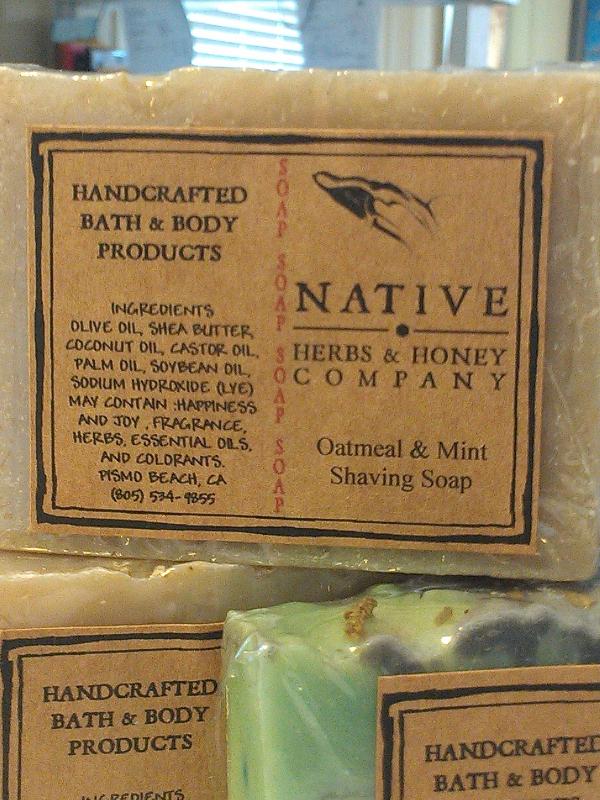 HANDCRAFTED
BATH & BODY
PRODUCTS
INGREDIENTS
OLIVE OIL, SHEA BUTTER,
COCONUT OIL, CASTOR OIL,
PALM OIL, SOYBEAN OIL,
SODIUM HYDROXIDE (LYE)
MAY CONTAIN :HAPPINESS
AND JOY , FRAGRANCE,
HERBS, ESSENTIAL OILS,
AND COLORANTS.
PISMO BEACH, CA
(805) 534-9855
SOAP SOAP SOAP SOAP
NATIVE
HERBS & HONEY
COMPANY
Oatmeal & Mint
Shaving Soap
HANDCRAFTED
BATH & BODY
PRODUCTS
INGREDIENTS
HANDCRAFTED
BATH & BODY